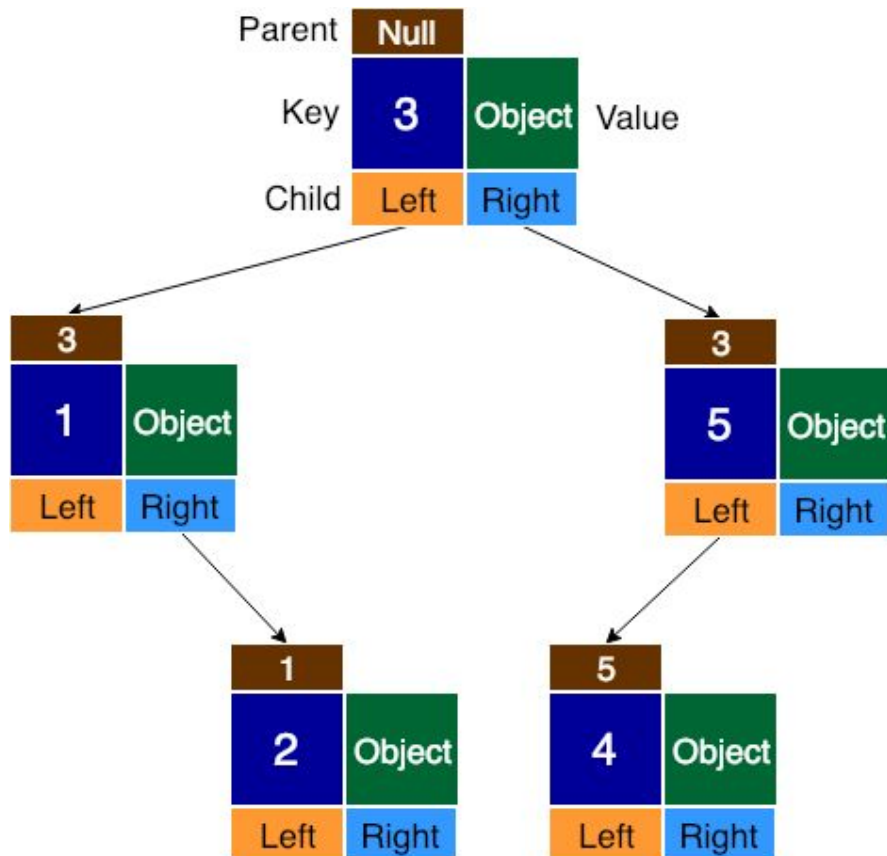 Parent Null
Key 3 Object Value
Child Left Right
3
1 Object
Left Right
3
5 Object
Left Right
1
2 Object
Left Right
5
4 Object
Left Right